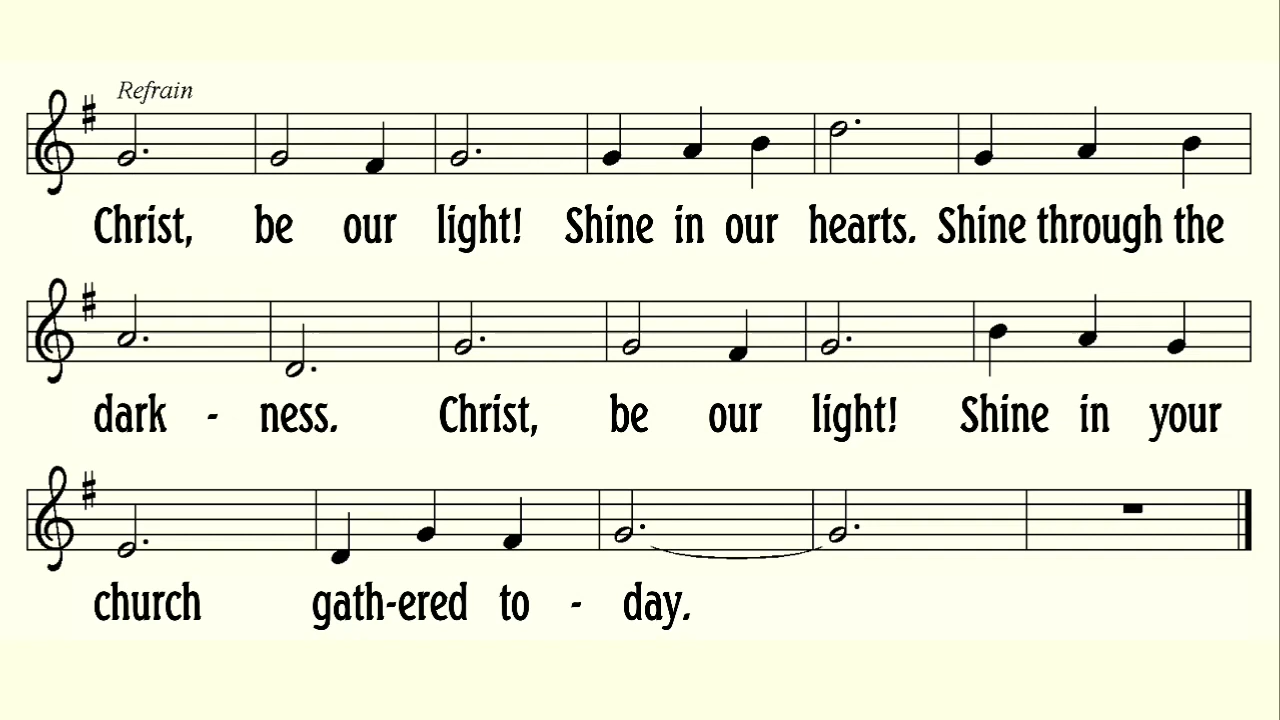 Refrain
Christ, be our light! Shine in our hearts. Shine through the
dark - ness. Christ, be our light! Shine in your
church gath-ered to - day.